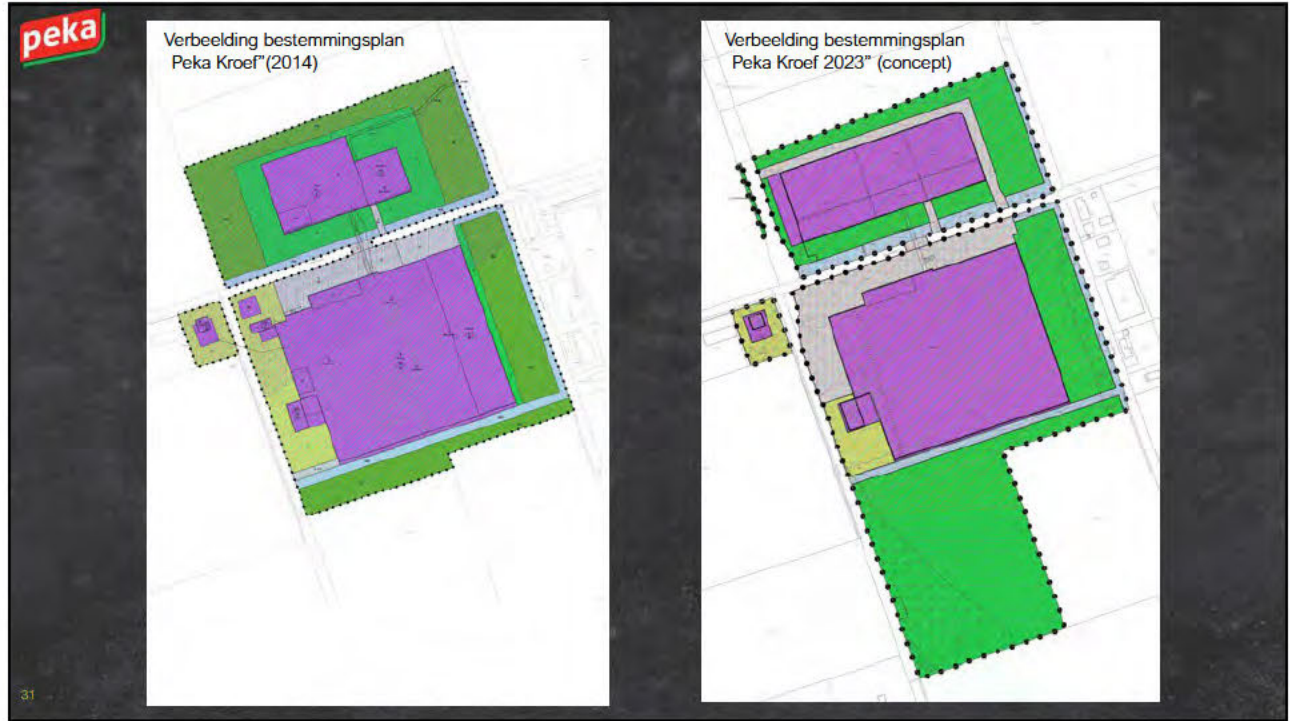 peka
Verbeelding bestemmingsplan
Peka Kroef”(2014)
Verbeelding bestemmingsplan
Peka Kroef 2023” (concept)
31